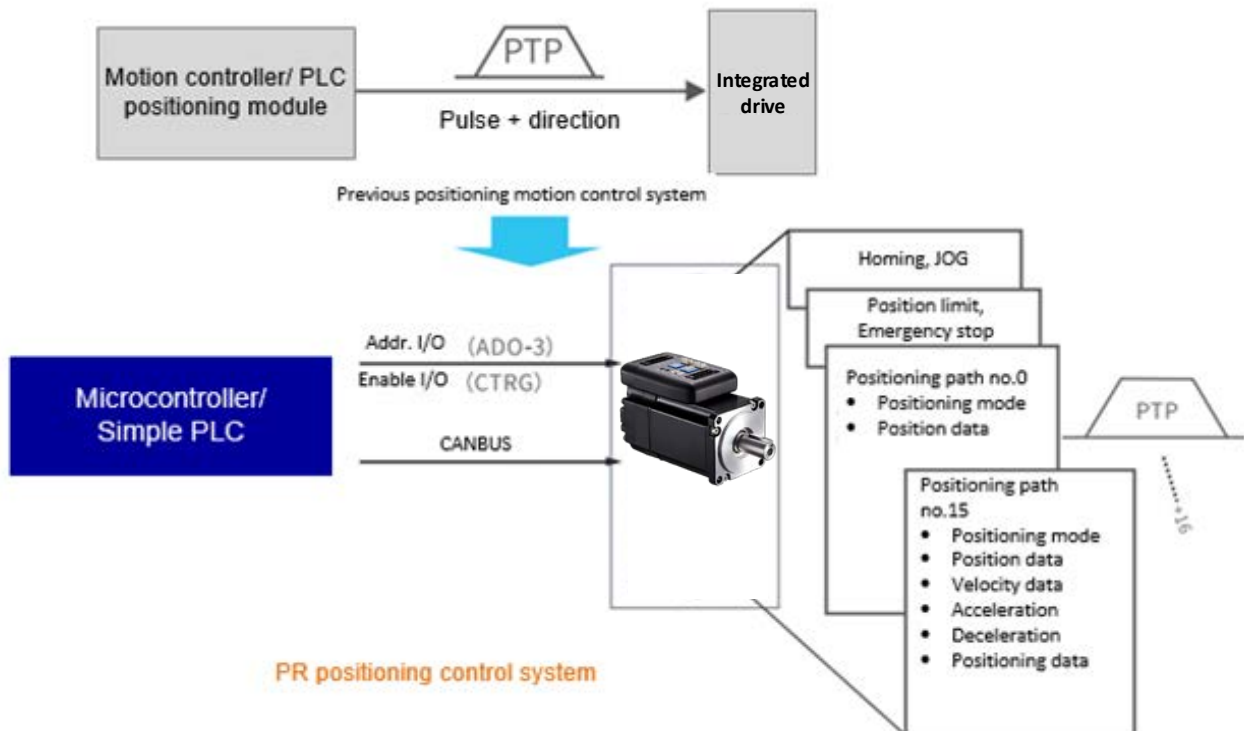 Motion controller/ PLC
positioning module
PTP
Pulse + direction
Integrated
drive
Previous positioning motion control system
Microcontroller/
Simple PLC
Addr. I/O (ADO-3)
Enable I/O (CTRG)
CANBUS
Homing, JOG
Position limit,
Emergency stop
Positioning path no.0
• Positioning mode
• Position data
PTP
Positioning path
no.15
• Positioning mode
• Position data
• Velocity data
• Acceleration
• Deceleration
• Positioning data
+16
PR positioning control system